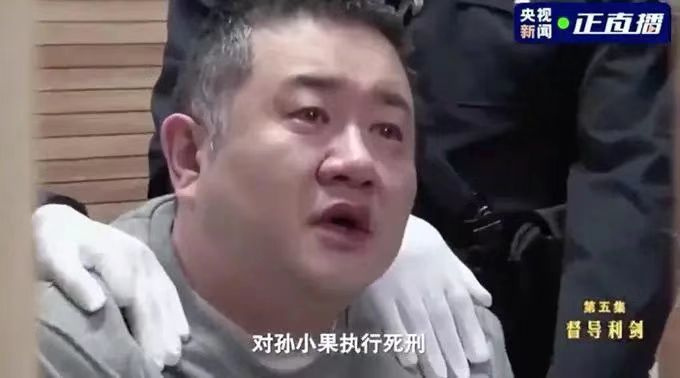 央视
新闻
正直播
第五集
督导利剑
对孙小果执行死刑